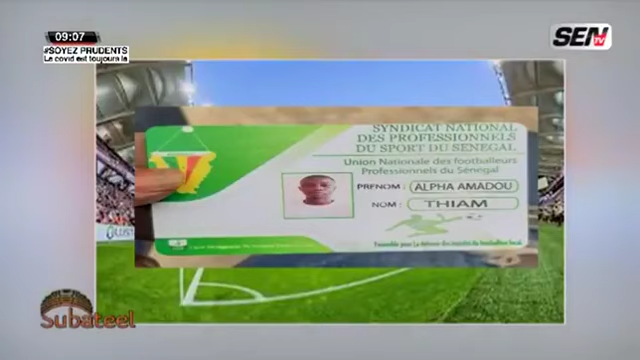 09:07
#SOYEZ PRUDENTS
Le covid est toujours la
SEN TV
SYNDICAT NATIONAL
DES PROFESSIONNELS
DU SPORT DU SENEGAL
Union Nationale des footballeurs
Professionnels du Sénégal
PRENOM : ALPHA AMADOU
NOM : THIAM
Subateel